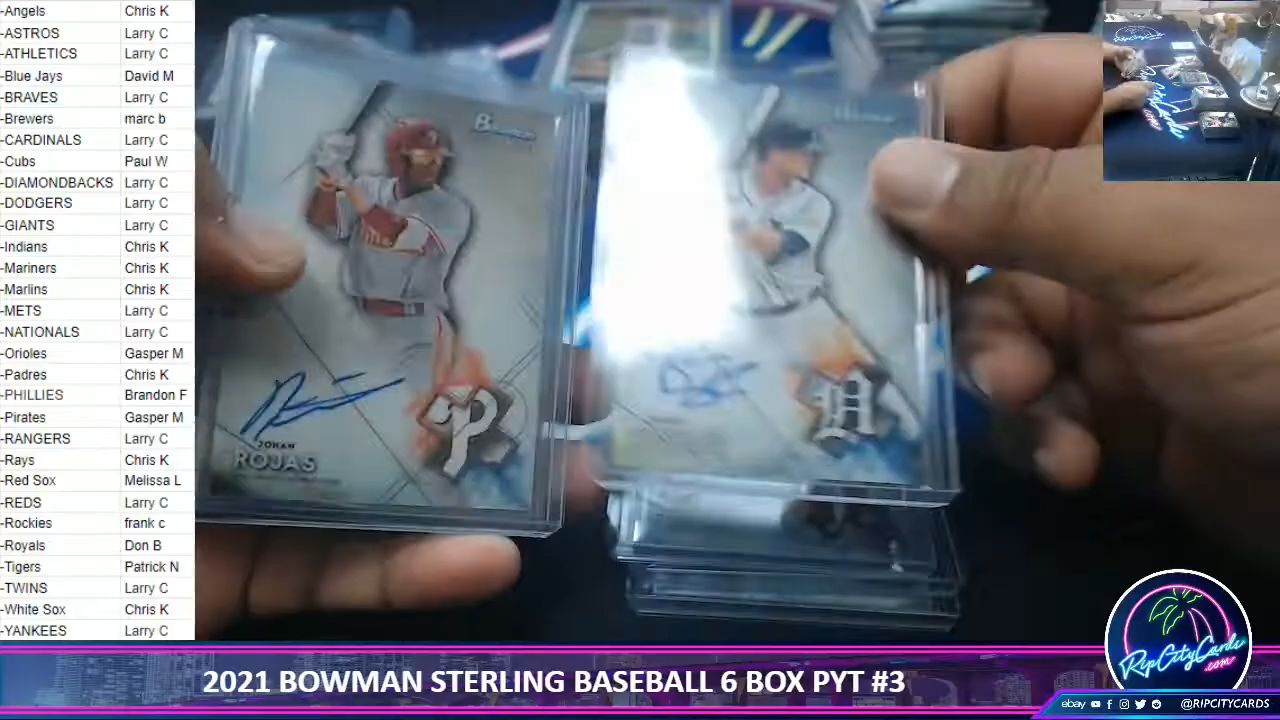 -Angels Chris K
-ASTROS Larry C
-ATHLETICS Larry C
-Blue Jays David M
-BRAVES Larry C
-Brewers marc b
-CARDINALS Larry C
-Cubs Paul W
-DIAMONDBACKS Larry C
-DODGERS Larry C
-GIANTS Larry C
-Indians Chris K
-Mariners Chris K
-Marlins Chris K
-METS Larry C
-NATIONALS Larry C
-Orioles Gasper M
-Padres Chris K
-PHILLIES Brandon F
-Pirates Gasper M
-RANGERS Larry C
-Rays Chris K
-Red Sox Melissa L
-REDS Larry C
-Rockies frank c
-Royals Don B
-Tigers Patrick N
-TWINS Larry C
-White Sox Chris K
-YANKEES Larry C
P
JOHAN
ROJAS
D
2021 BOWMAN STERLING BASEBALL 6 BOX PYT #3
RipCityCards
.com
ebay @RIPCITYCARDS